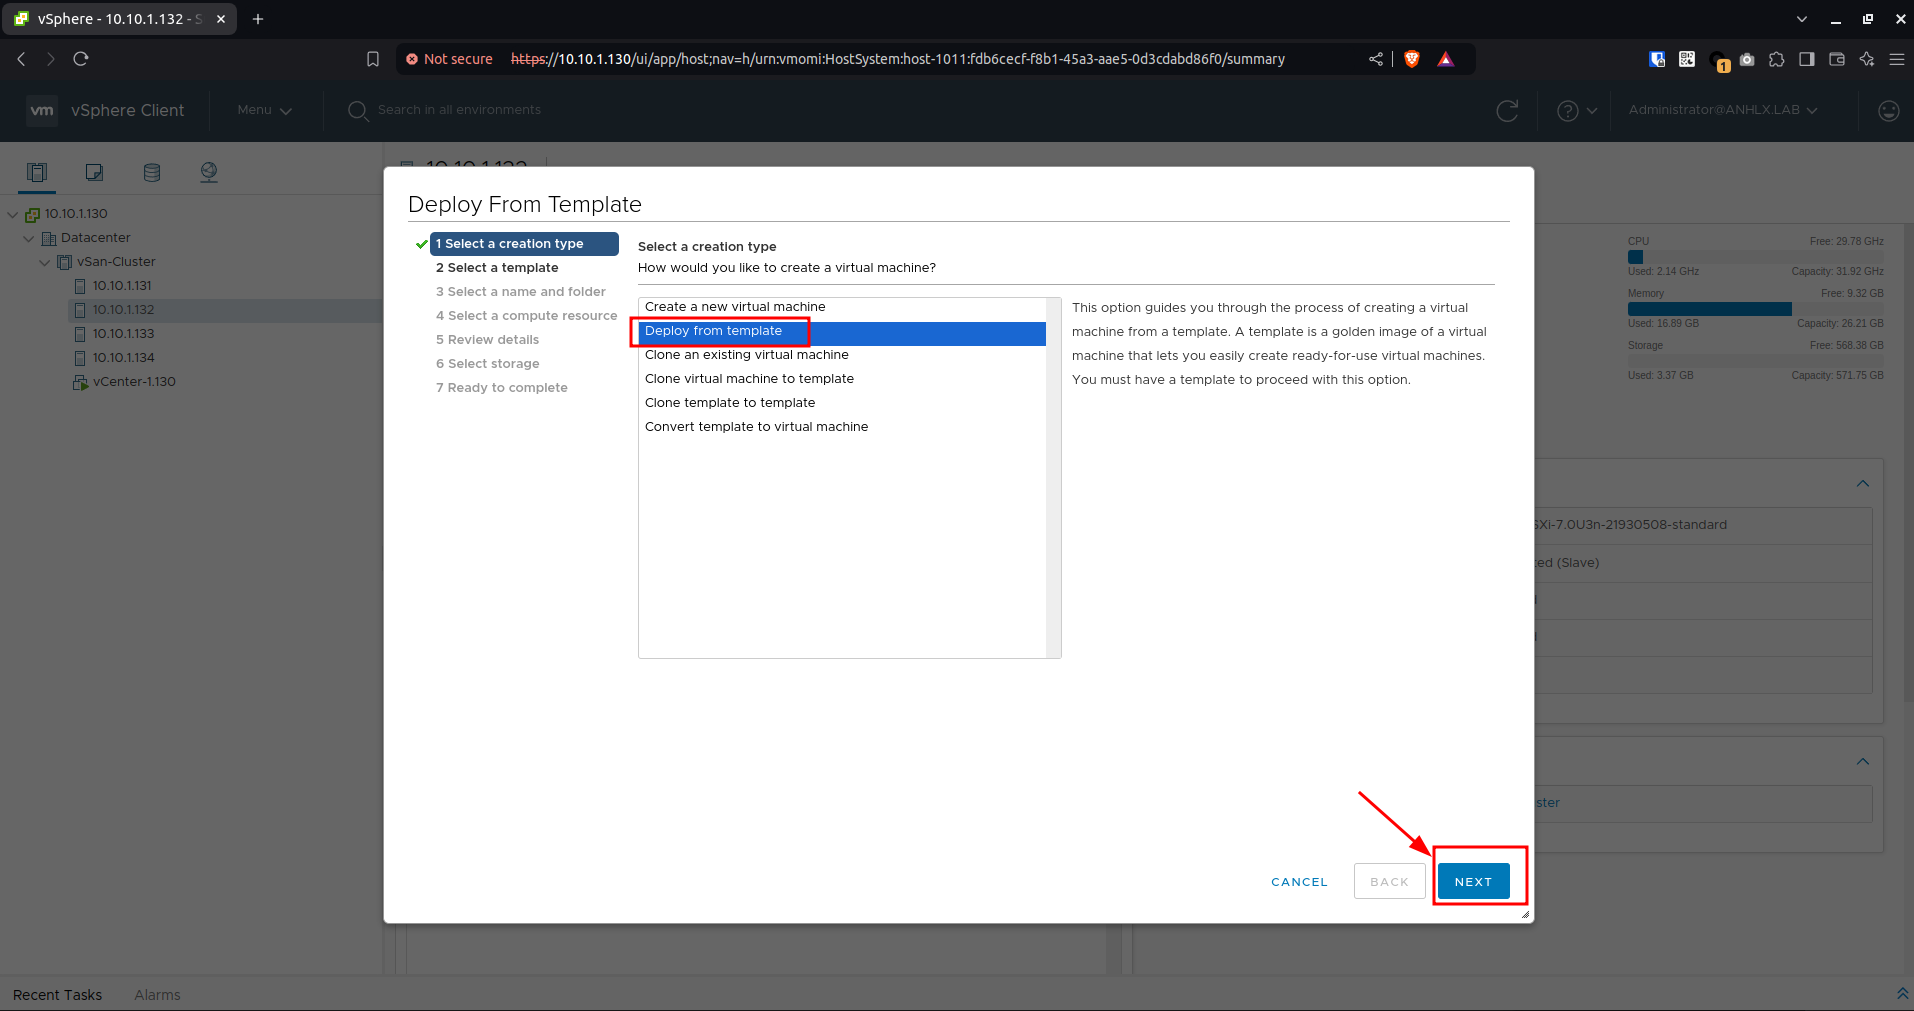 vSphere - 10.10.1.132 - S
Not secure https://10.10.1.130/ui/app/host;nav=h/urn:vmomi:HostSystem:host-1011:fdb6cecf-f8b1-45a3-aae5-0d3cdabd86f0/summary
1
vm vSphere Client Menu Search in all environments Administrator@ANHLX.LAB
10.10.1.132
10.10.1.130
Datacenter
vSan-Cluster
10.10.1.131
10.10.1.132
10.10.1.133
10.10.1.134
vCenter-1.130
Deploy From Template
1 Select a creation type
2 Select a template
3 Select a name and folder
4 Select a compute resource
5 Review details
6 Select storage
7 Ready to complete
Select a creation type
How would you like to create a virtual machine?
Create a new virtual machine
Deploy from template
Clone an existing virtual machine
Clone virtual machine to template
Clone template to template
Convert template to virtual machine
This option guides you through the process of creating a virtual
machine from a template. A template is a golden image of a virtual
machine that lets you easily create ready-for-use virtual machines.
You must have a template to proceed with this option.
CANCEL BACK NEXT
CPU Free: 29.78 GHz
Used: 2.14 GHz Capacity: 31.92 GHz
Memory Free: 9.32 GB
Used: 16.89 GB Capacity: 26.21 GB
Storage Free: 568.38 GB
Used: 3.37 GB Capacity: 571.75 GB
SXi-7.0U3n-21930508-standard
ted (Slave)
ster
Recent Tasks Alarms